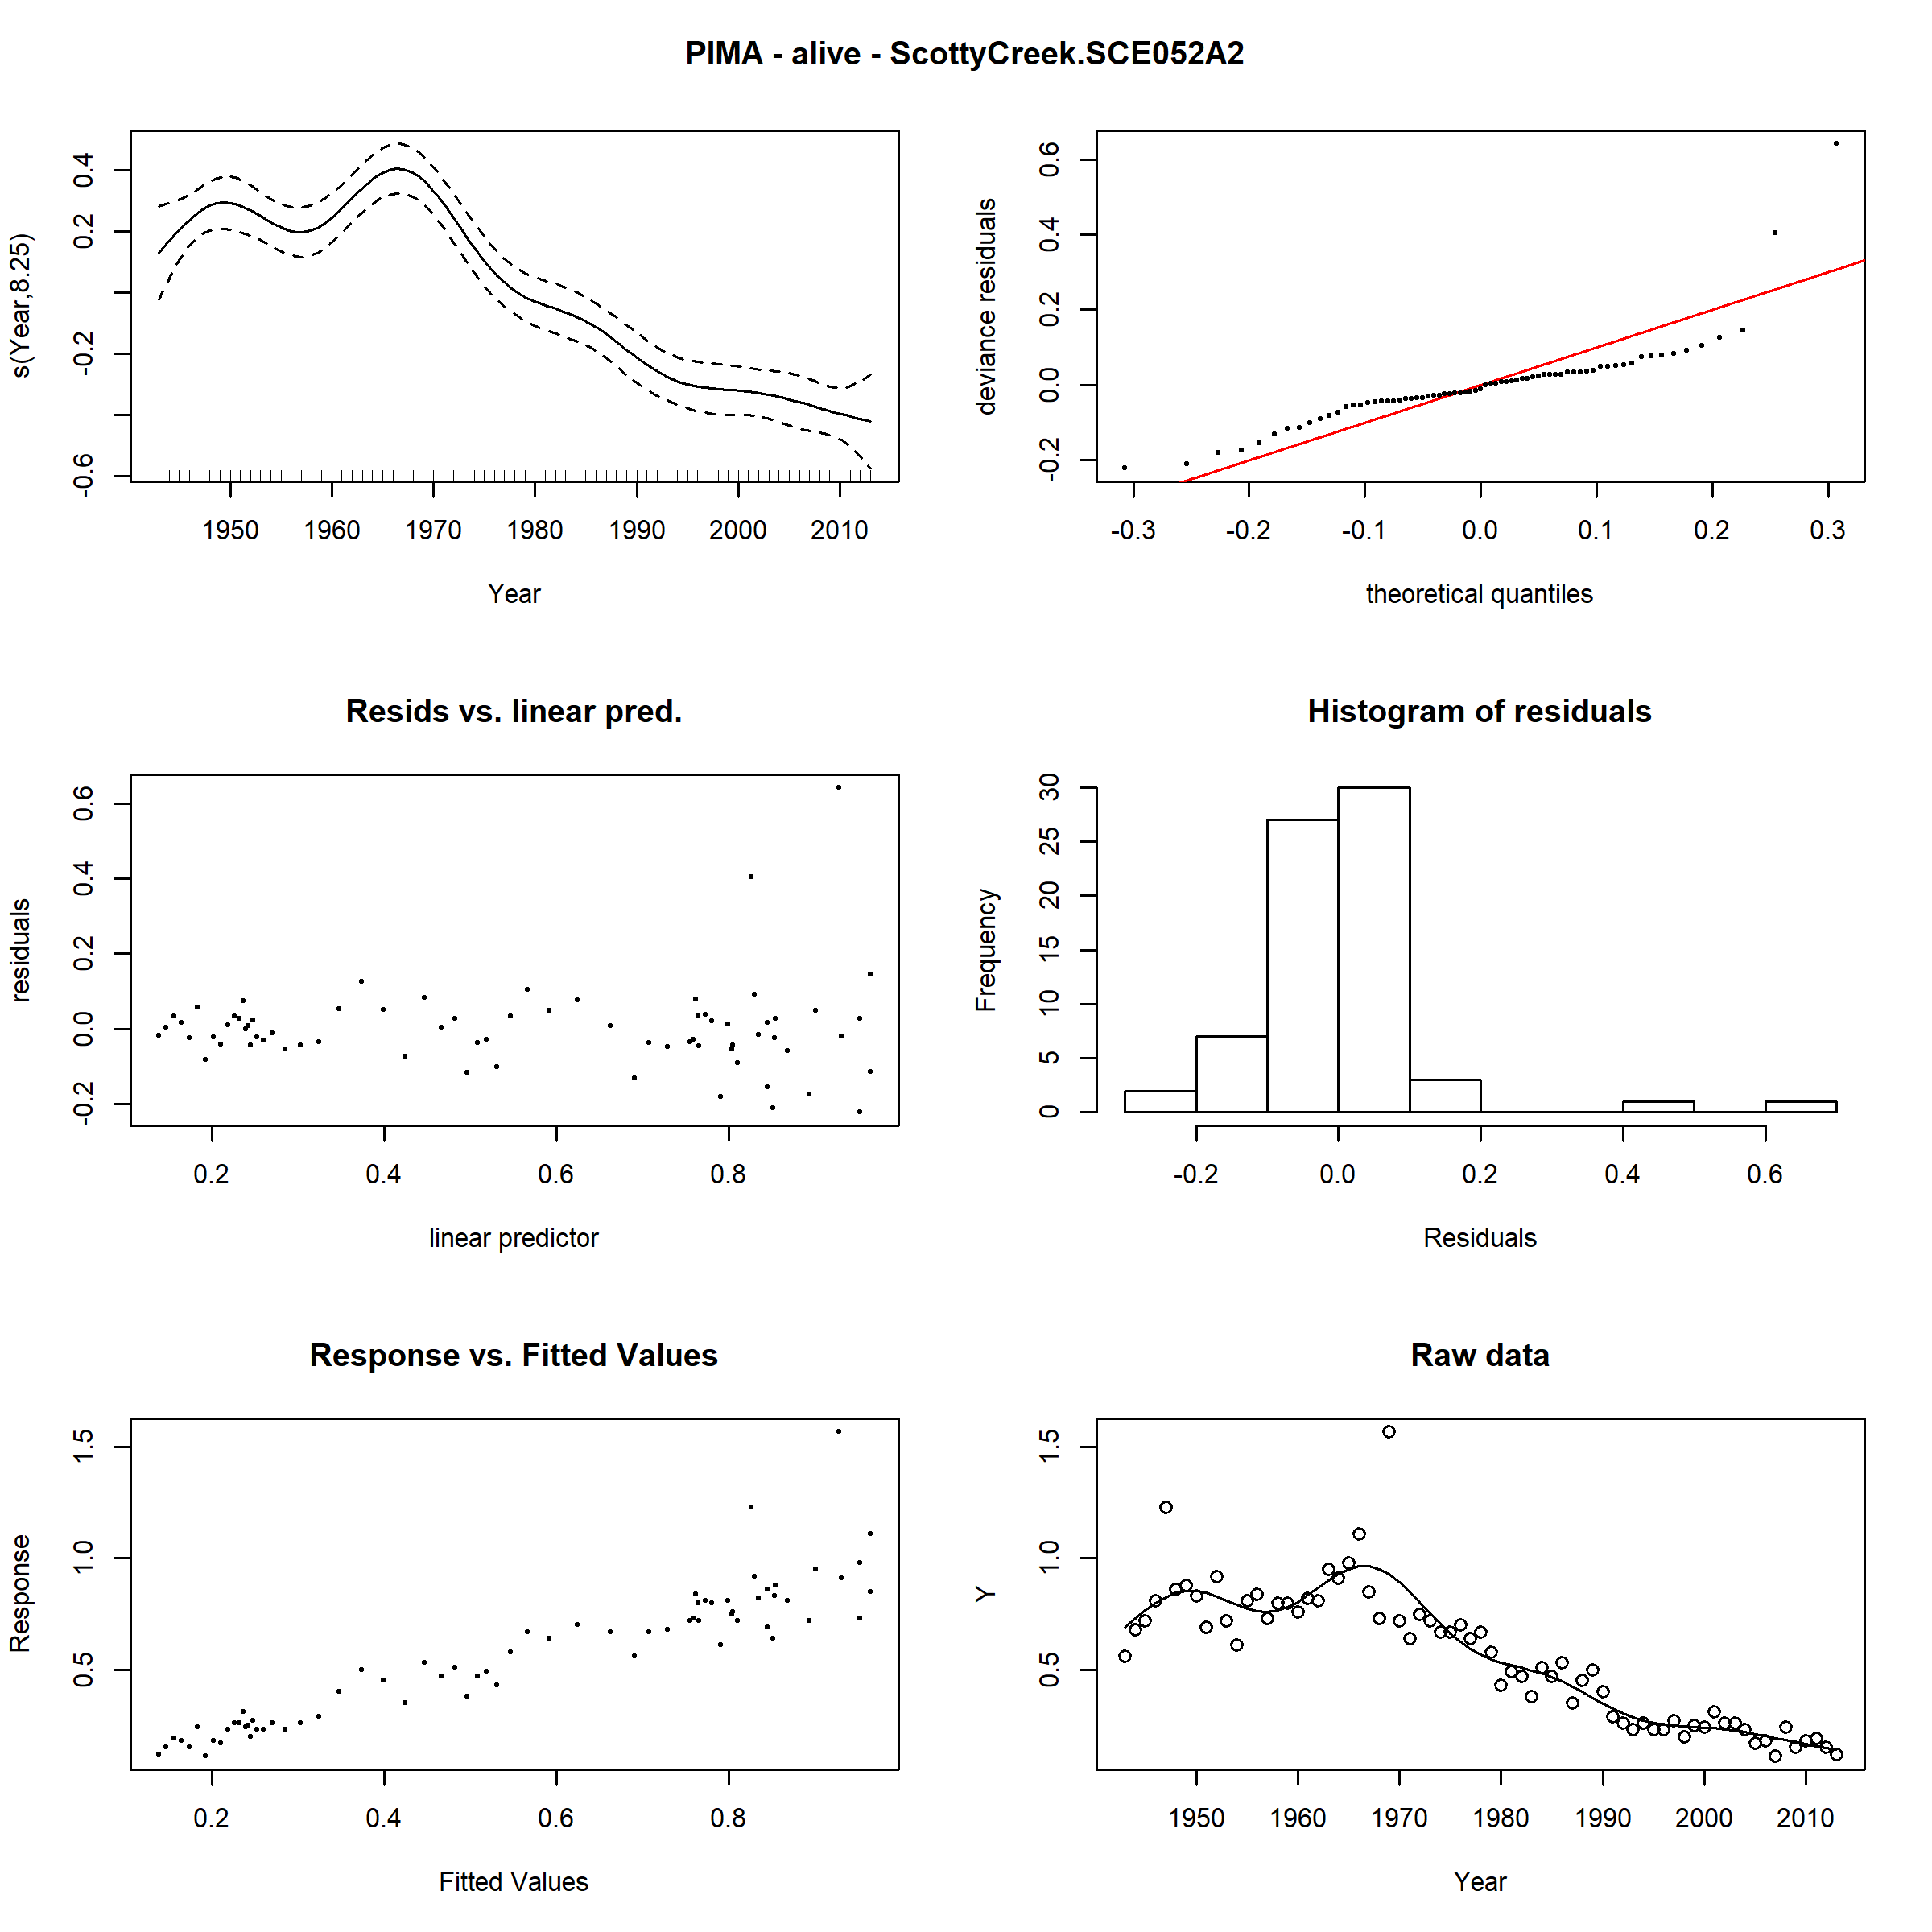 PIMA - alive - ScottyCreek.SCE052A2
s(Year,8.25)
0.4
0.2
-0.2
-0.6
1950 1960 1970 1980 1990 2000 2010
Year
deviance residuals
0.6
0.4
0.2
0.0
-0.2
-0.3 -0.2 -0.1 0.0 0.1 0.2 0.3
theoretical quantiles
Resids vs. linear pred.
residuals
0.6
0.4
0.2
0.0
-0.2
0.2 0.4 0.6 0.8
linear predictor
Histogram of residuals
Frequency
30
25
20
15
10
5
0
-0.2 0.0 0.2 0.4 0.6
Residuals
Response vs. Fitted Values
Response
1.5
1.0
0.5
0.2 0.4 0.6 0.8
Fitted Values
Raw data
Y
1.5
1.0
0.5
1950 1960 1970 1980 1990 2000 2010
Year